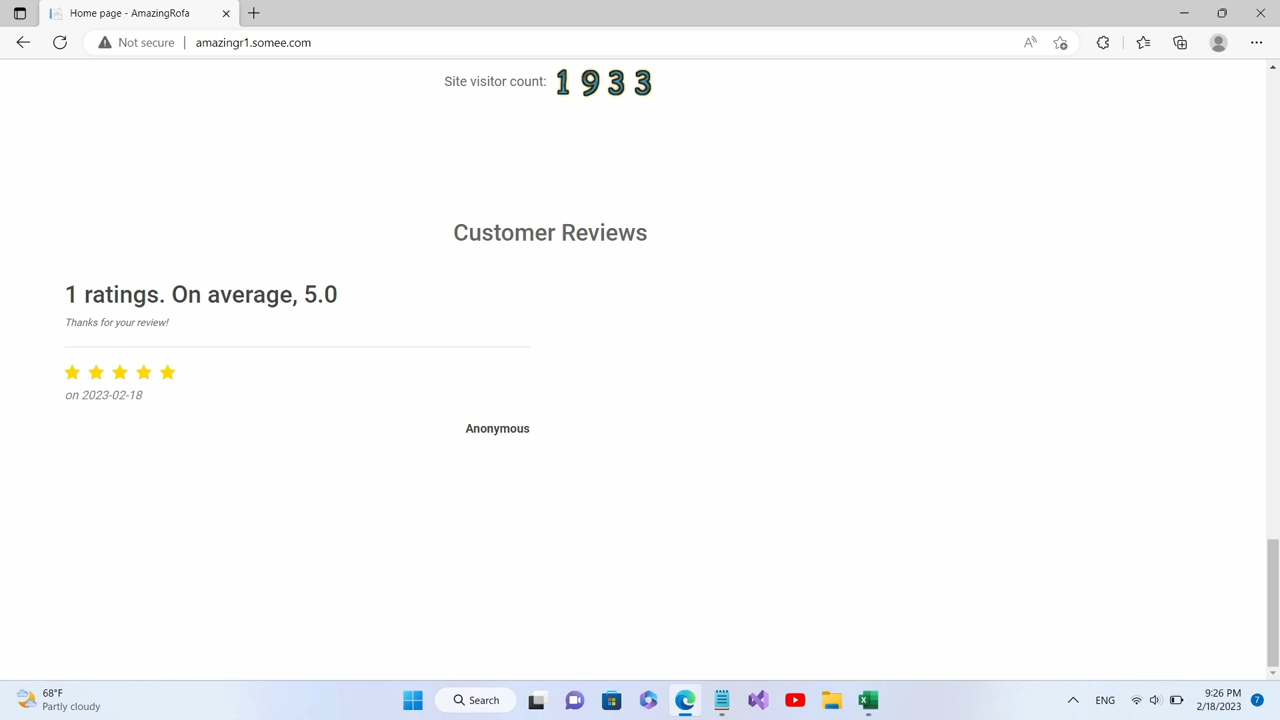 Home page - AmazingRofa
Not secure
amazingr1.somee.com
Site visitor count: 1933
Customer Reviews
1 ratings. On average, 5.0
Thanks for your review!
on 2023-02-18
Anonymous
68°F
Partly cloudy
Search
ENG
9:26 PM
2/18/2023
7